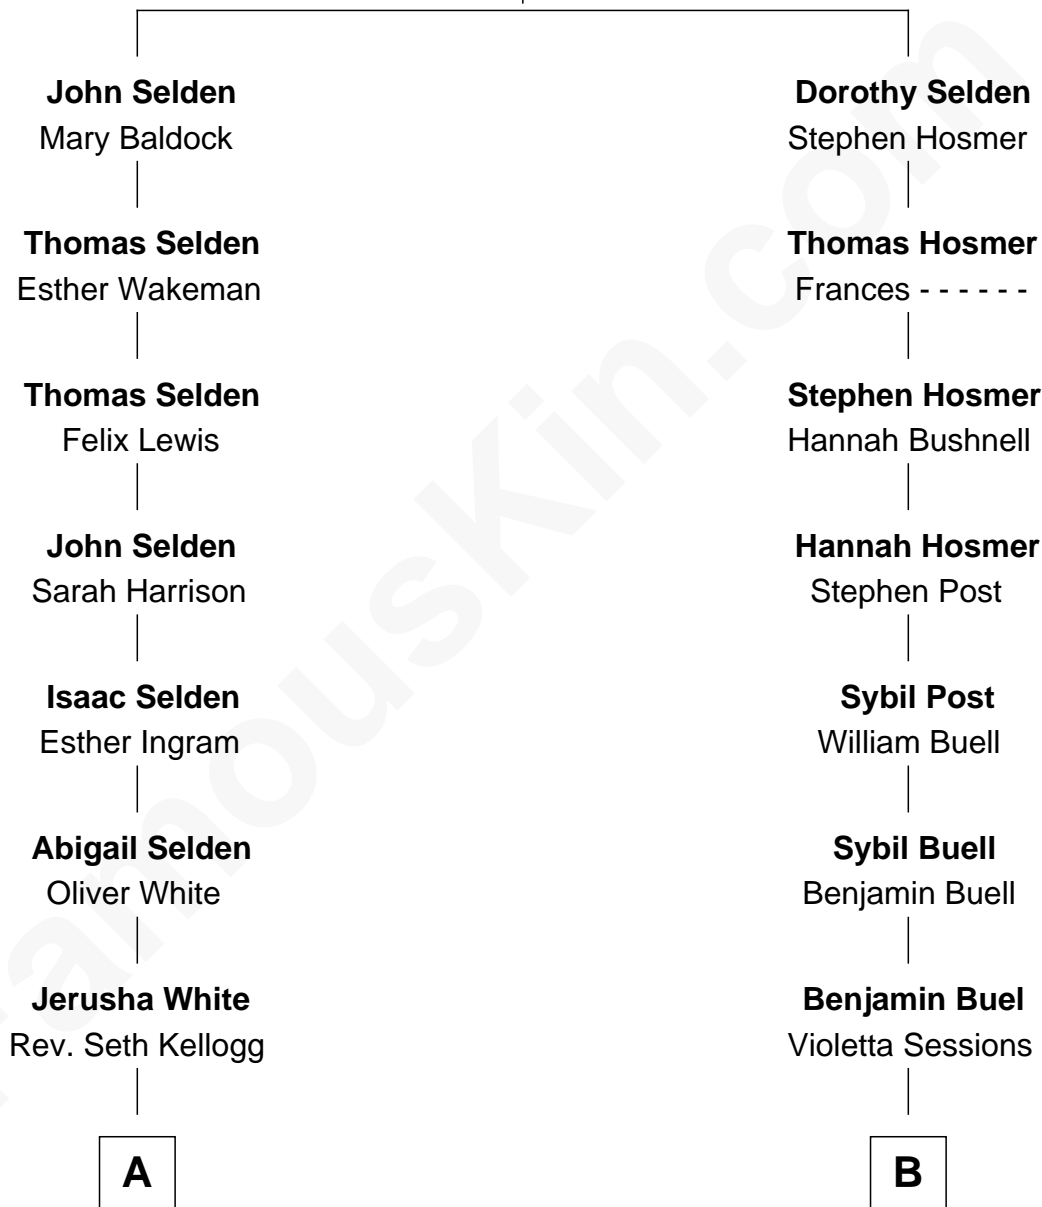 John Selden
Mary Baldock
Thomas Selden
Esther Wakeman
Thomas Selden
Felix Lewis
John Selden
Sarah Harrison
Isaac Selden
Esther Ingram
Abigail Selden
Oliver White
Jerusha White
Rev. Seth Kellogg
A
Dorothy Selden
Stephen Hosmer
Thomas Hosmer
Frances - - - - - -
Stephen Hosmer
Hannah Bushnell
Hannah Hosmer
Stephen Post
Sybil Post
William Buell
Sybil Buell
Benjamin Buell
Benjamin Buel
Violetta Sessions
B
FamousKin.com